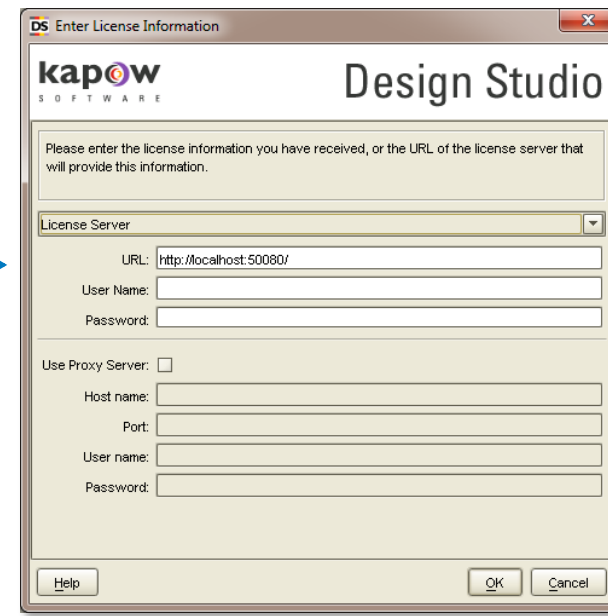 DS Enter License Information
kapow
SOFTWARE
Design Studio
Please enter the license information you have received, or the URL of the license server that
will provide this information.
License Server
URL: http://localhost:50080/
User Name:
Password:
Use Proxy Server:
Host name:
Port:
User name:
Password:
Help
OK
Cancel